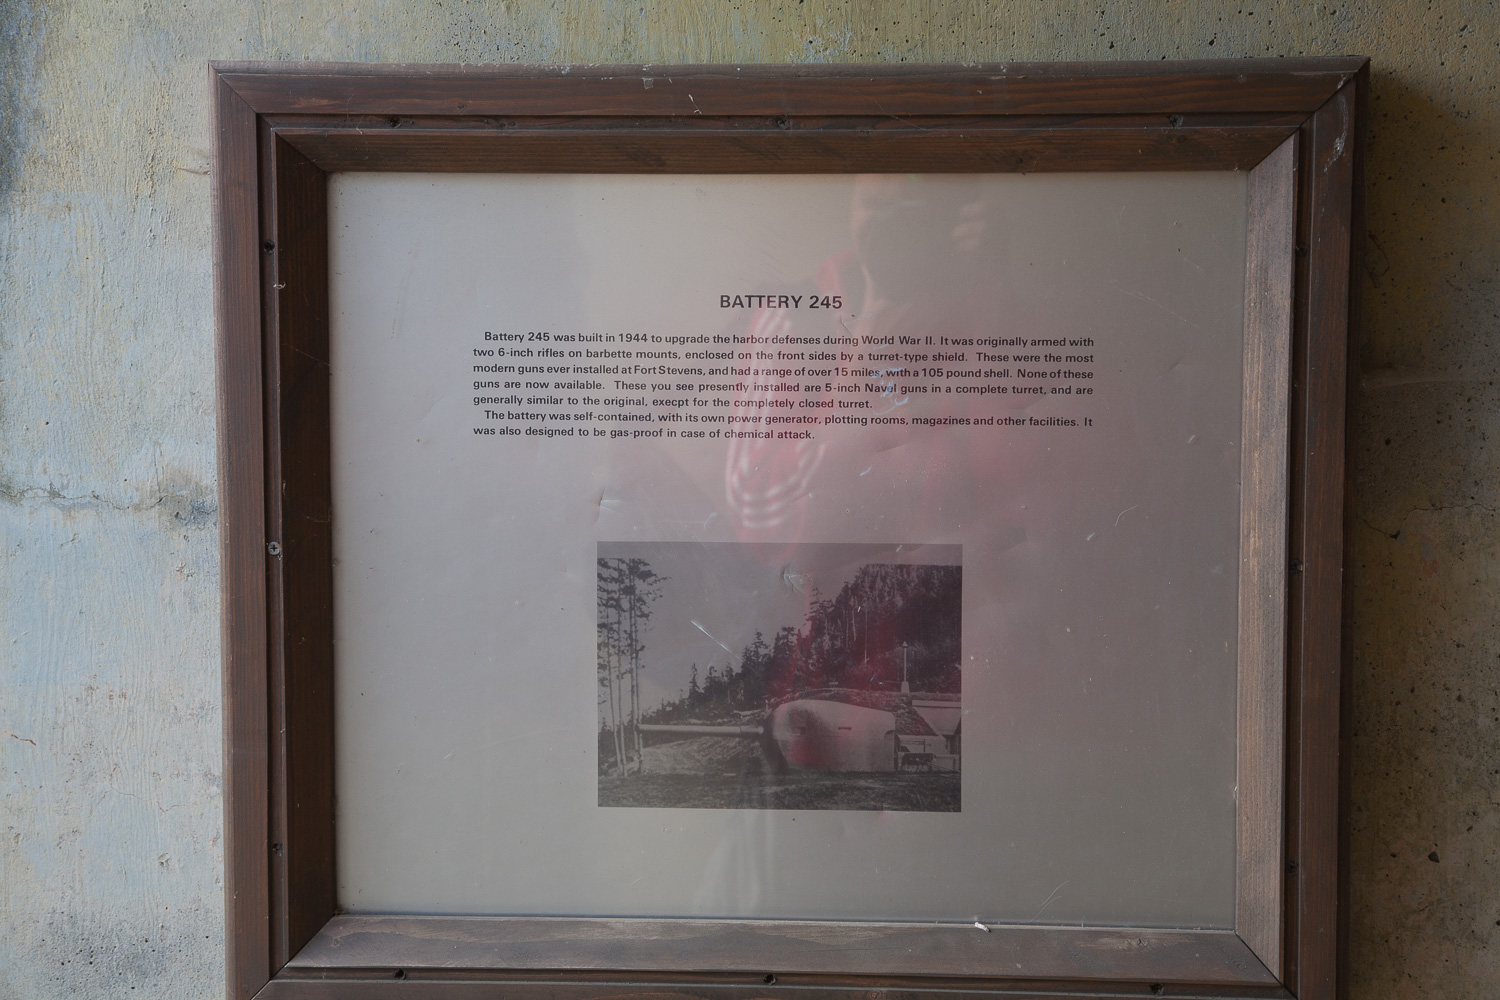 BATTERY 245
Battery 245 was built in 1944 to upgrade the harbor defenses during World War II. It was originally armed with
two 6-inch rifles on barbette mounts, enclosed on the front sides by a turret-type shield. These were the most
modern guns ever installed at Fort Stevens, and had a range of over 15 miles, with a 105 pound shell. None of these
guns are now available. These you see presently installed are 5-inch Navel guns in a complete turret, and are
generally similar to the original, execpt for the completely closed turret.
The battery was self-contained, with its own power generator, plotting rooms, magazines and other facilities. It
was also designed to be gas-proof in case of chemical attack.